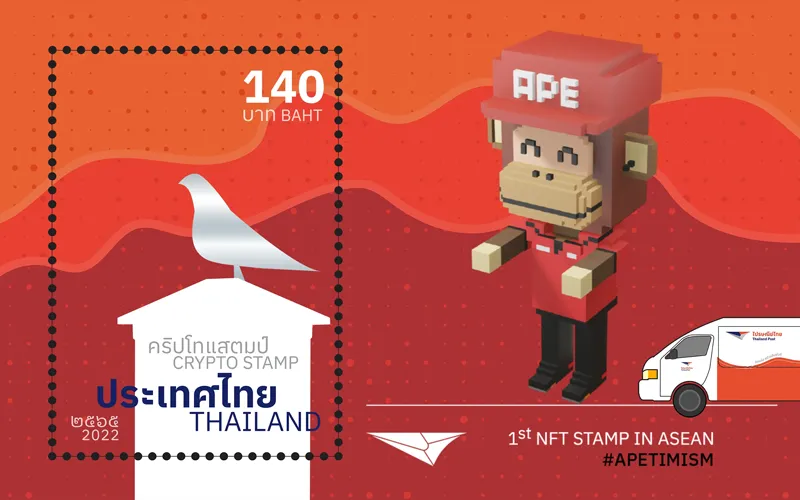 140
บาท BAHT
APE
คริปโทแสตมป์
CRYPTO STAMP
ประเทศไทย
THAILAND
๒๕๖๕
2022
ไปรษณีย์ไทย
Thailand Post
1st NFT STAMP IN ASEAN
#APETIMISM